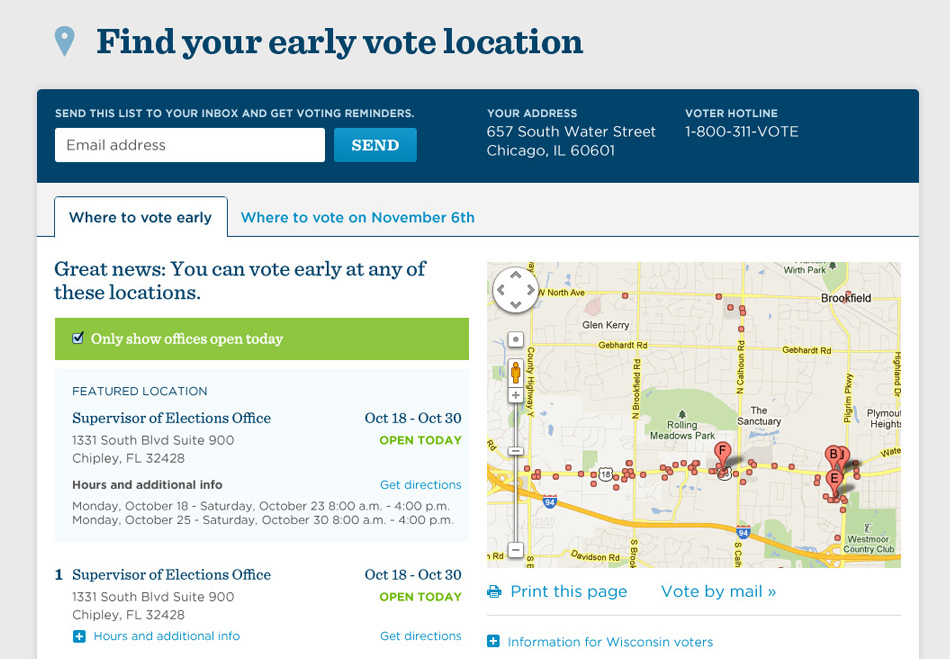 Find your early vote location
SEND THIS LIST TO YOUR INBOX AND GET VOTING REMINDERS.
Email address
SEND
YOUR ADDRESS
657 South Water Street
Chicago, IL 60601
VOTER HOTLINE
1-800-311-VOTE
Where to vote early
Where to vote on November 6th
Great news: You can vote early at any of
these locations.
Only show offices open today
FEATURED LOCATION
Supervisor of Elections Office
Oct 18 - Oct 30
1331 South Blvd Suite 900
OPEN TODAY
Chipley, FL 32428
Hours and additional info
Get directions
Monday, October 18 - Saturday, October 23 8:00 a.m. - 4:00 p.m.
Monday, October 25 - Saturday, October 30 8:00 a.m. - 4:00 p.m.
1 Supervisor of Elections Office
Oct 18 - Oct 30
1331 South Blvd Suite 900
OPEN TODAY
Chipley, FL 32428
Hours and additional info
Get directions
Wirth Park
W North Ave
Brookfield
Glen Kerry
Gebhardt Rd
Gebhardt Rd
County Highway Y
N Brookfield Rd
N Calhoun Rd
Pilgrim Pkwy
Highland Dr
The
Sanctuary
Rolling
Meadows Park
Plymou
Heights
F
B
J
E
18
Wate
Rd
94
94
Westmoor
Country Club
n Rd
Davidson Rd
S Brook
S Calh
Print this page
Vote by mail »
Information for Wisconsin voters